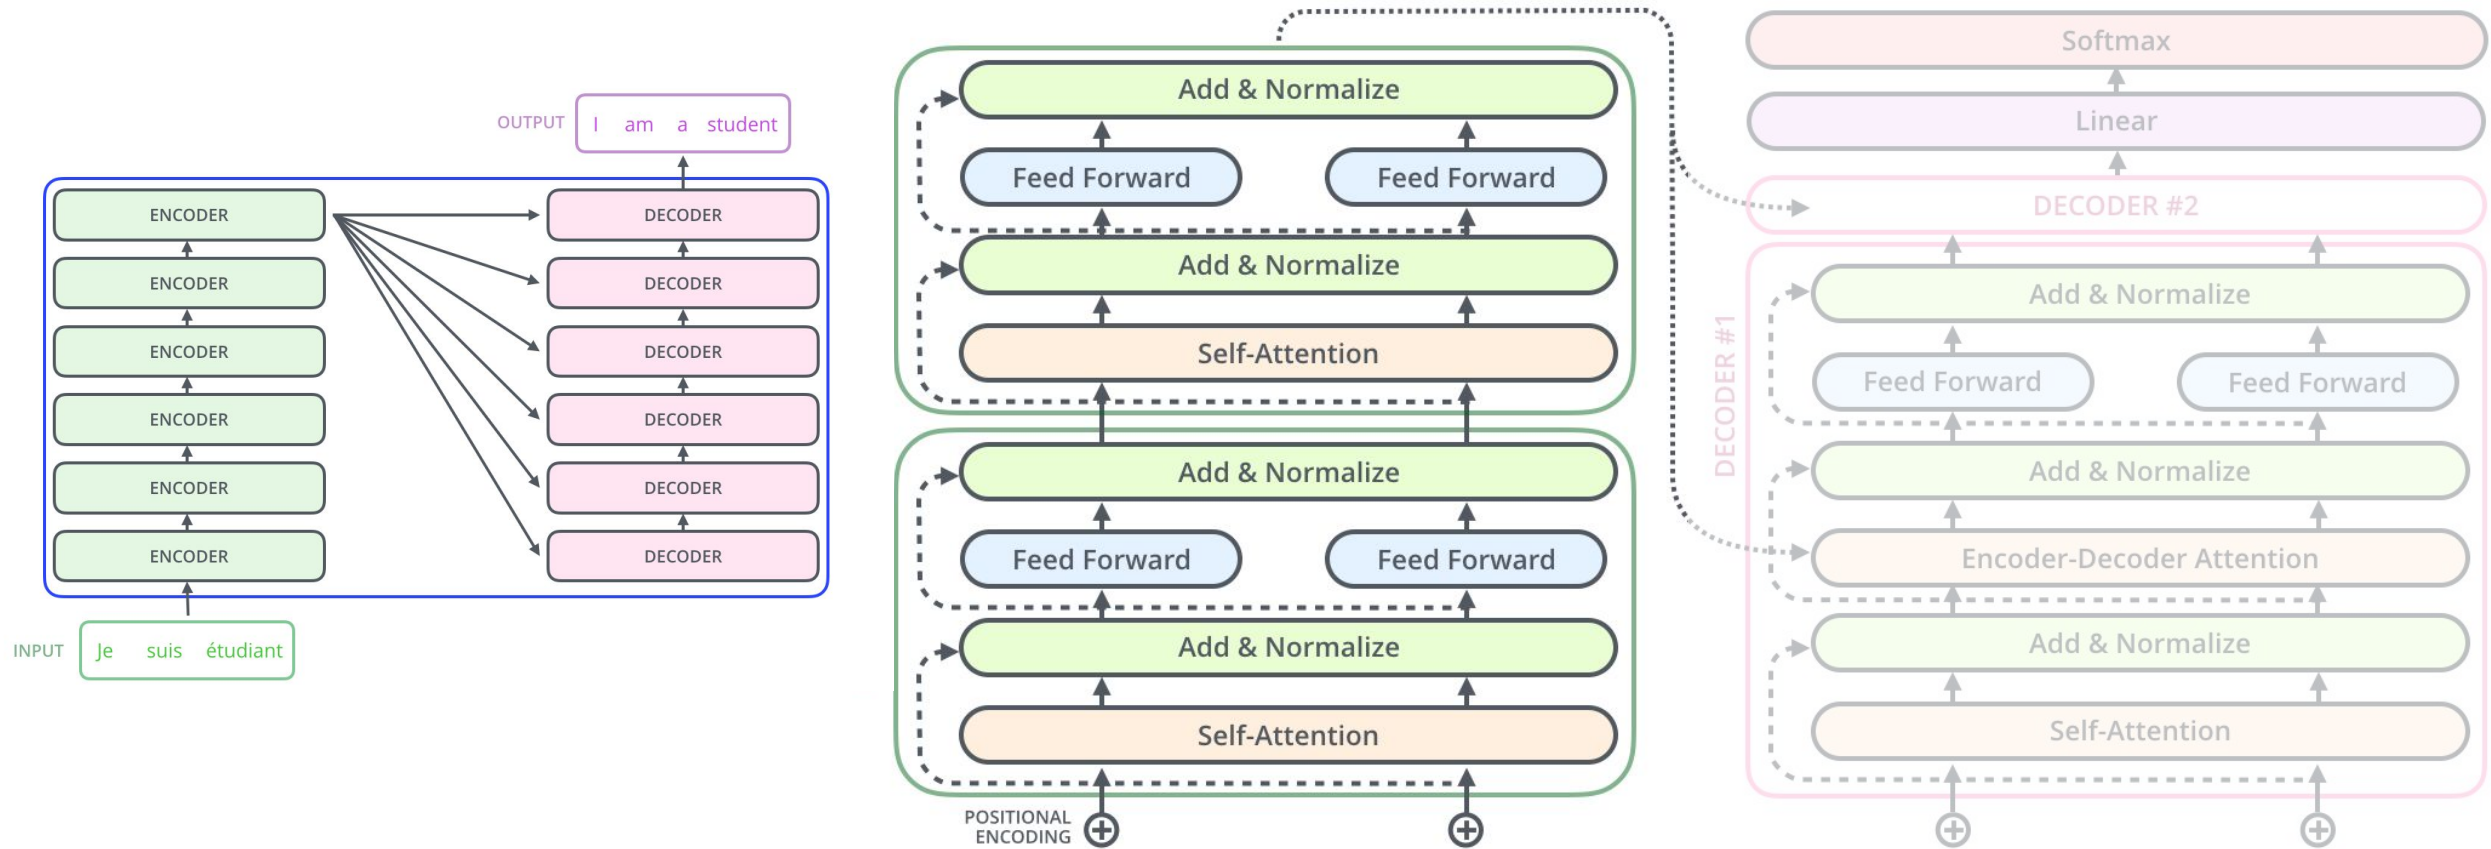 OUTPUT
I am a student
ENCODER
DECODER
ENCODER
DECODER
ENCODER
DECODER
ENCODER
DECODER
ENCODER
DECODER
ENCODER
DECODER
INPUT
Je suis étudiant
Add & Normalize
Feed Forward
Feed Forward
Add & Normalize
Self-Attention
Add & Normalize
Feed Forward
Feed Forward
Add & Normalize
Self-Attention
POSITIONAL
ENCODING
Softmax
Linear
DECODER #2
DECODER #1
Add & Normalize
Feed Forward
Feed Forward
Add & Normalize
Encoder-Decoder Attention
Add & Normalize
Self-Attention